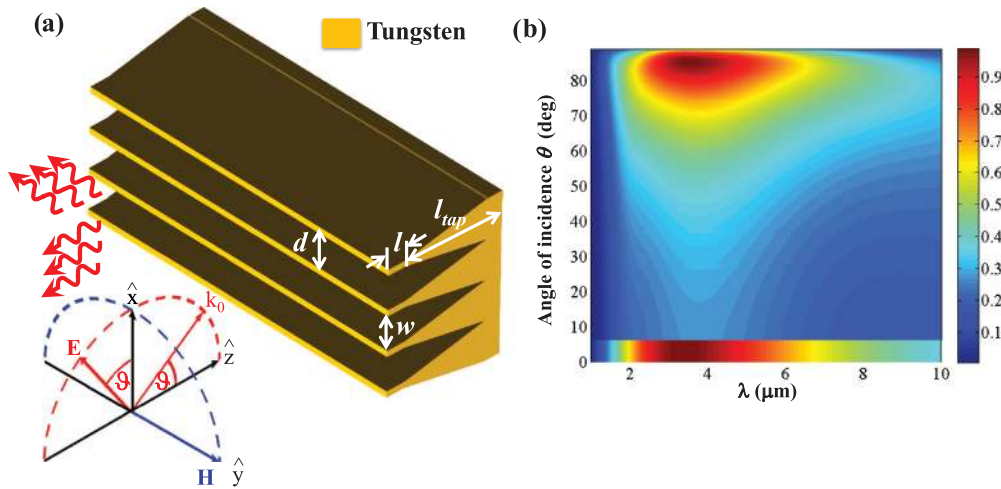 (a)
Tungsten
l_tap
l
d
w
x̂
k₀
E
ϑ
ϑ
ẑ
H
ŷ
(b)
Angle of incidence θ (deg)
80
70
60
50
40
30
20
10
0
2
4
6
8
10
λ (μm)
0.9
0.8
0.7
0.6
0.5
0.4
0.3
0.2
0.1